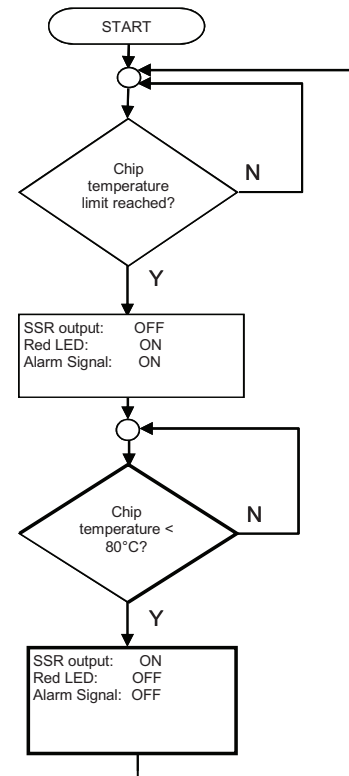 START
Chip
temperature
limit reached?
N
Y
SSR output: OFF
Red LED: ON
Alarm Signal: ON
Chip
temperature <
80°C?
N
Y
SSR output: ON
Red LED: OFF
Alarm Signal: OFF